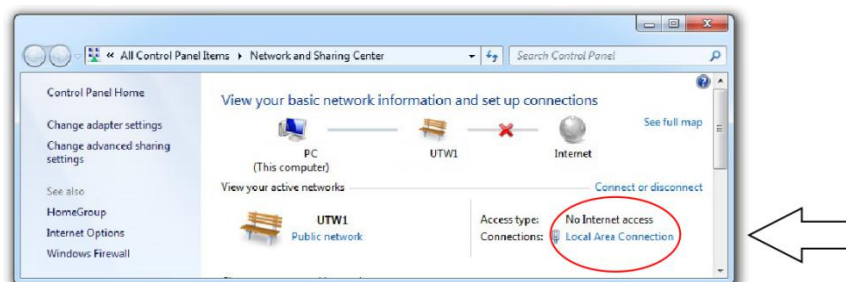 « All Control Panel Items ▸ Network and Sharing Center
Search Control Panel
Control Panel Home
Change adapter settings
Change advanced sharing
settings
See also
HomeGroup
Internet Options
Windows Firewall
View your basic network information and set up connections
See full map
PC
(This computer)
UTW1
Internet
View your active networks
Connect or disconnect
UTW1
Public network
Access type: No Internet access
Connections: Local Area Connection